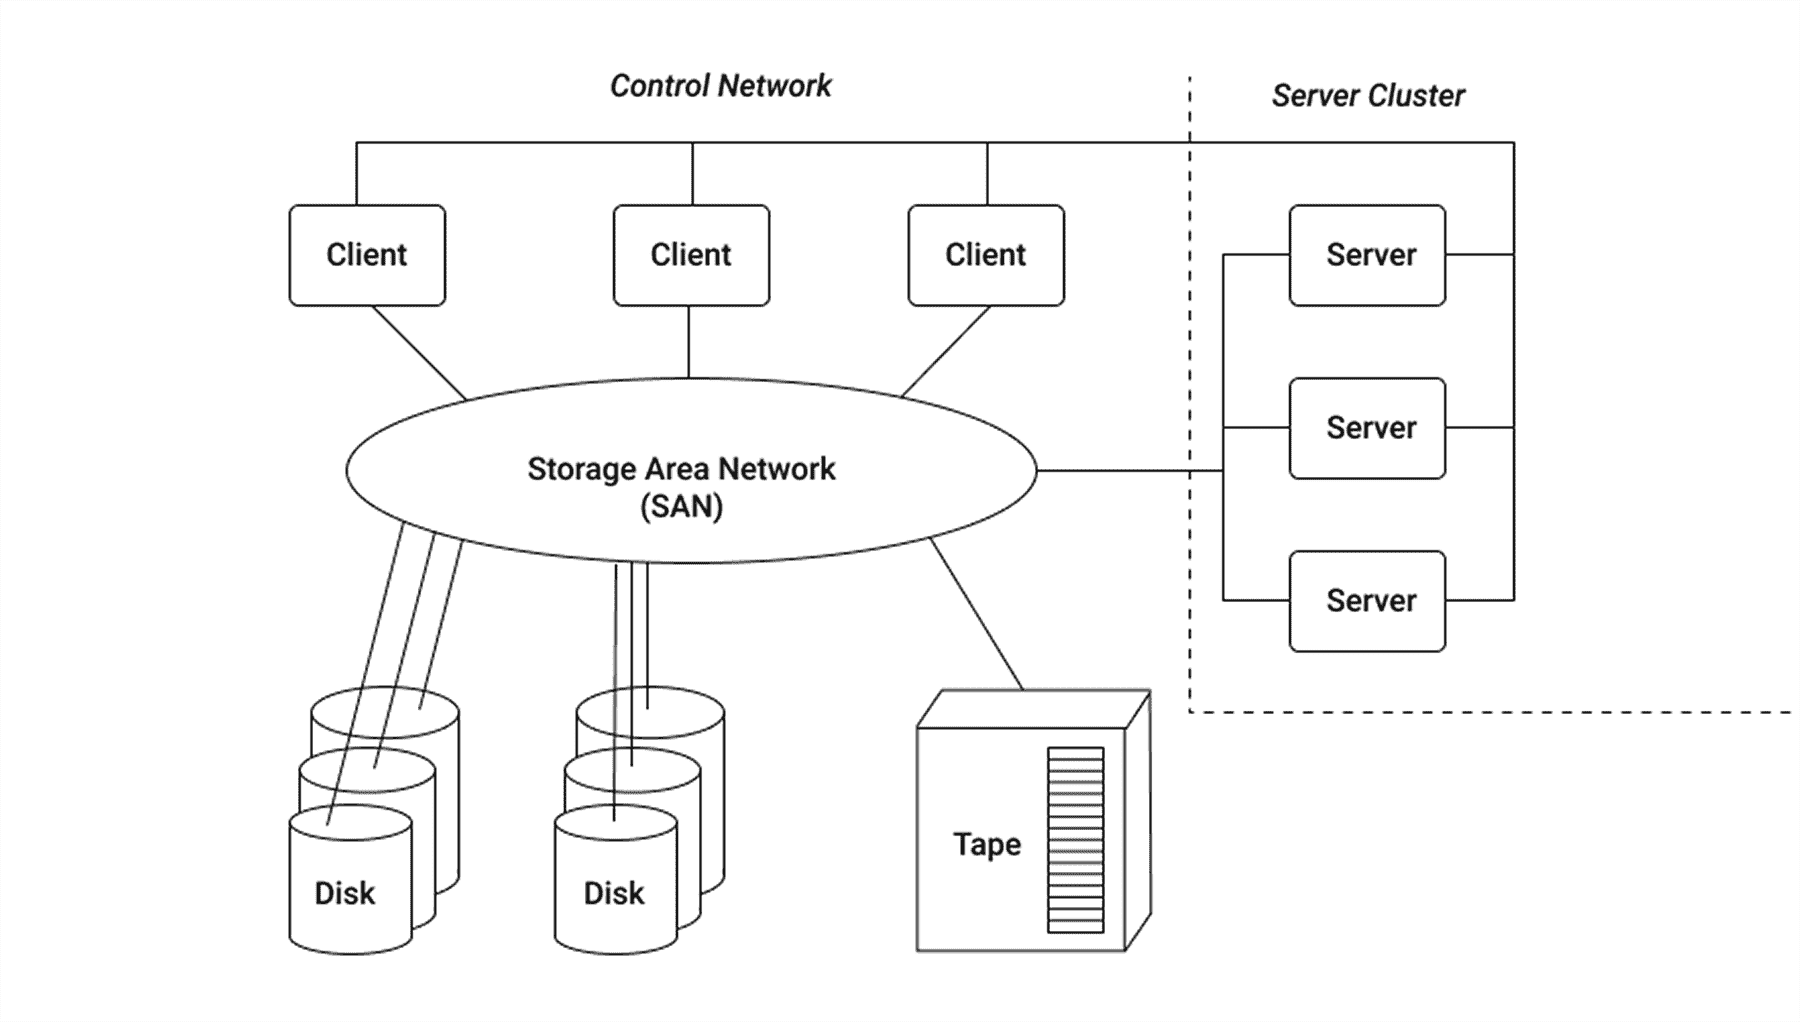 Control Network
Server Cluster
Client
Client
Client
Server
Server
Server
Storage Area Network
(SAN)
Disk
Disk
Tape